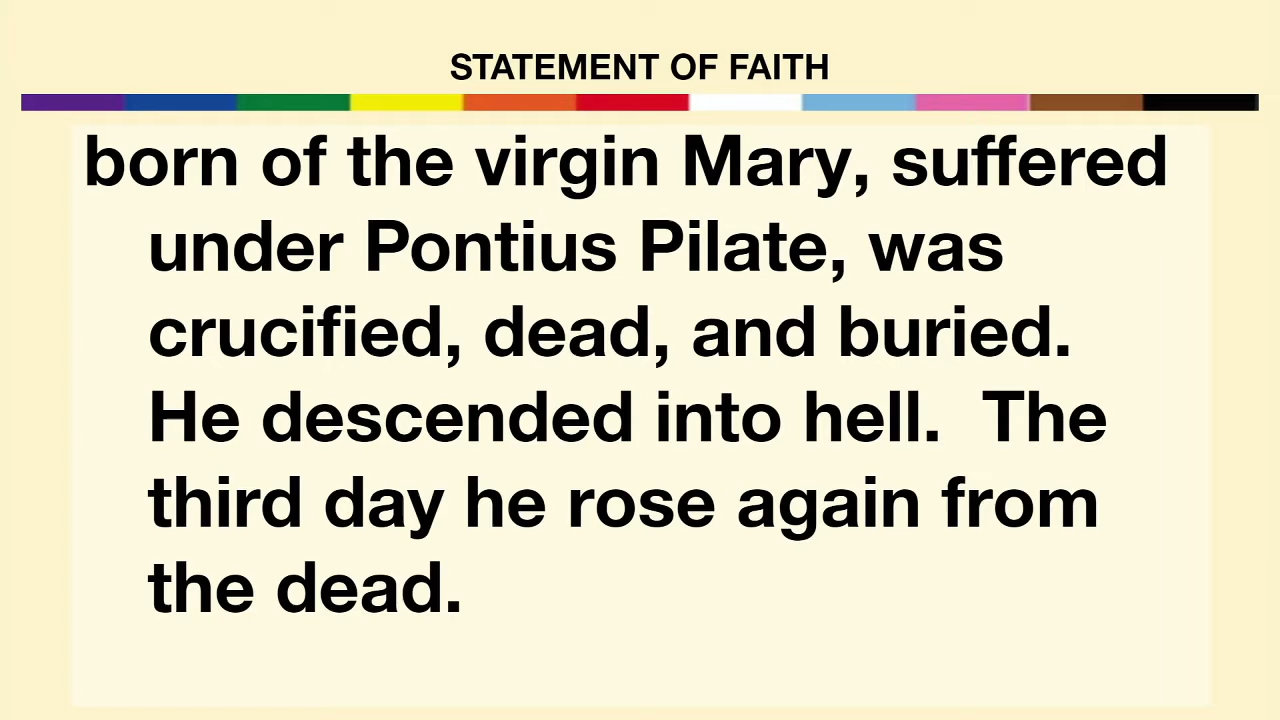 STATEMENT OF FAITH
born of the virgin Mary, suffered
under Pontius Pilate, was
crucified, dead, and buried.
He descended into hell.  The
third day he rose again from
the dead.